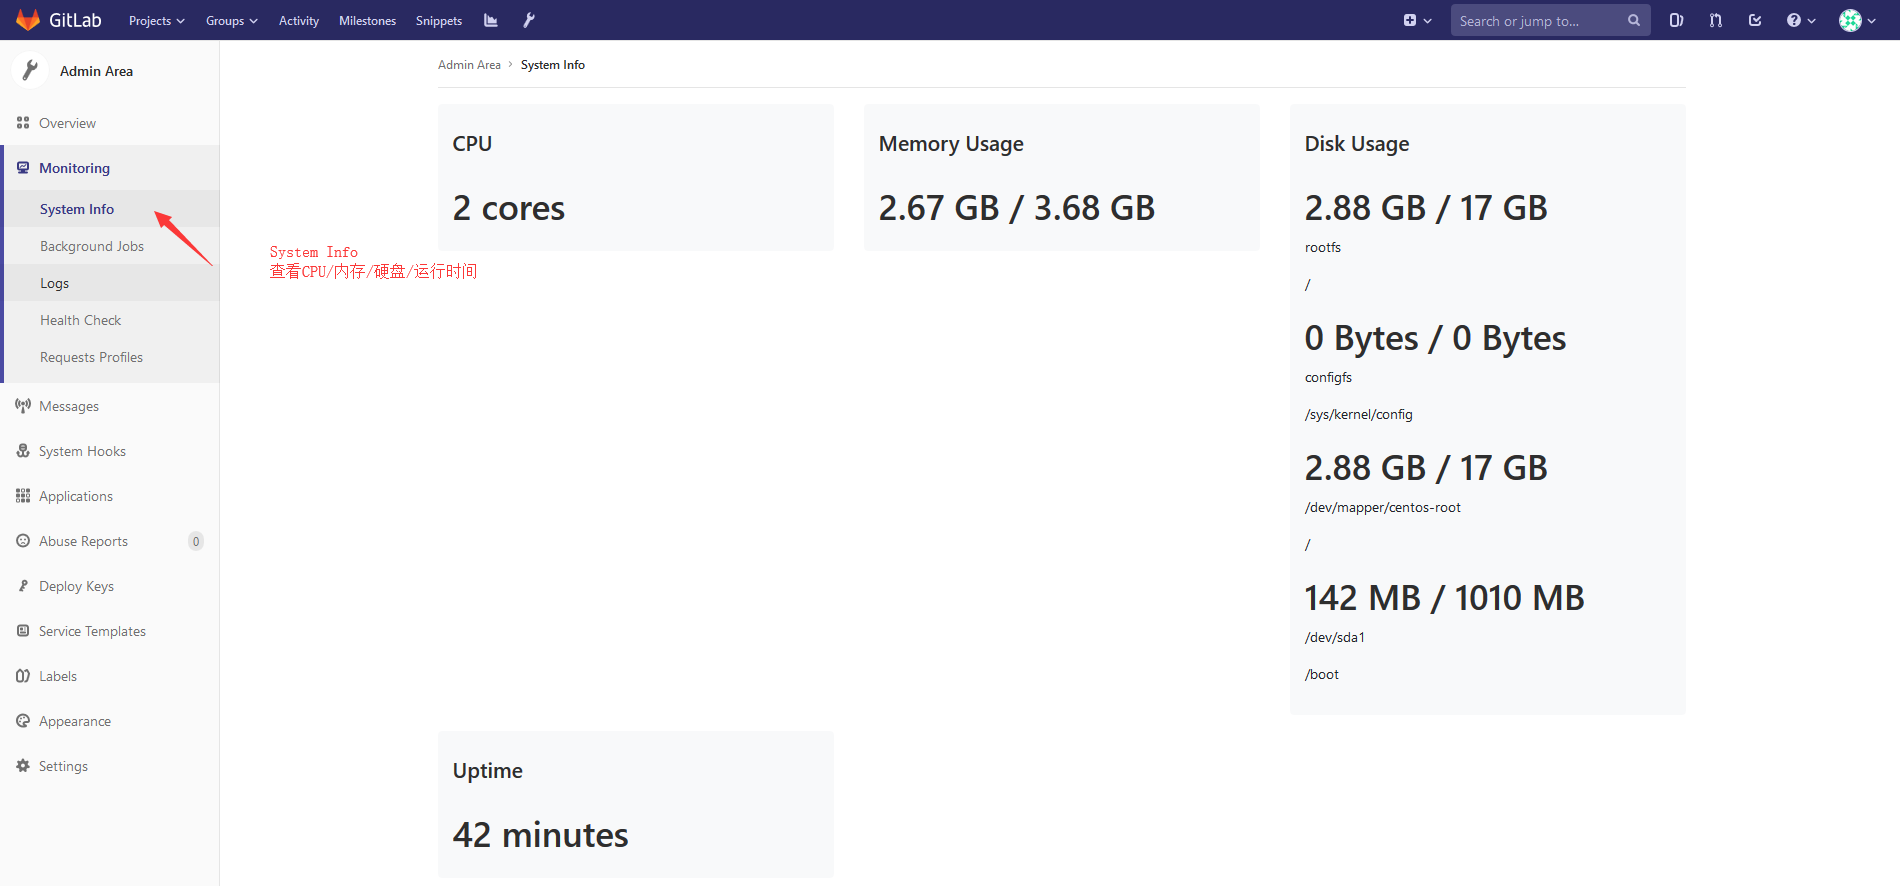 GitLab
Projects
Groups
Activity
Milestones
Snippets
Search or jump to...
Admin Area
Overview
Monitoring
System Info
Background Jobs
Logs
Health Check
Requests Profiles
Messages
System Hooks
Applications
Abuse Reports 0
Deploy Keys
Service Templates
Labels
Appearance
Settings
System Info
查看CPU/内存/硬盘/运行时间
Admin Area > System Info
CPU
2 cores
Memory Usage
2.67 GB / 3.68 GB
Disk Usage
2.88 GB / 17 GB
rootfs
/
0 Bytes / 0 Bytes
configfs
/sys/kernel/config
2.88 GB / 17 GB
/dev/mapper/centos-root
/
142 MB / 1010 MB
/dev/sda1
/boot
Uptime
42 minutes